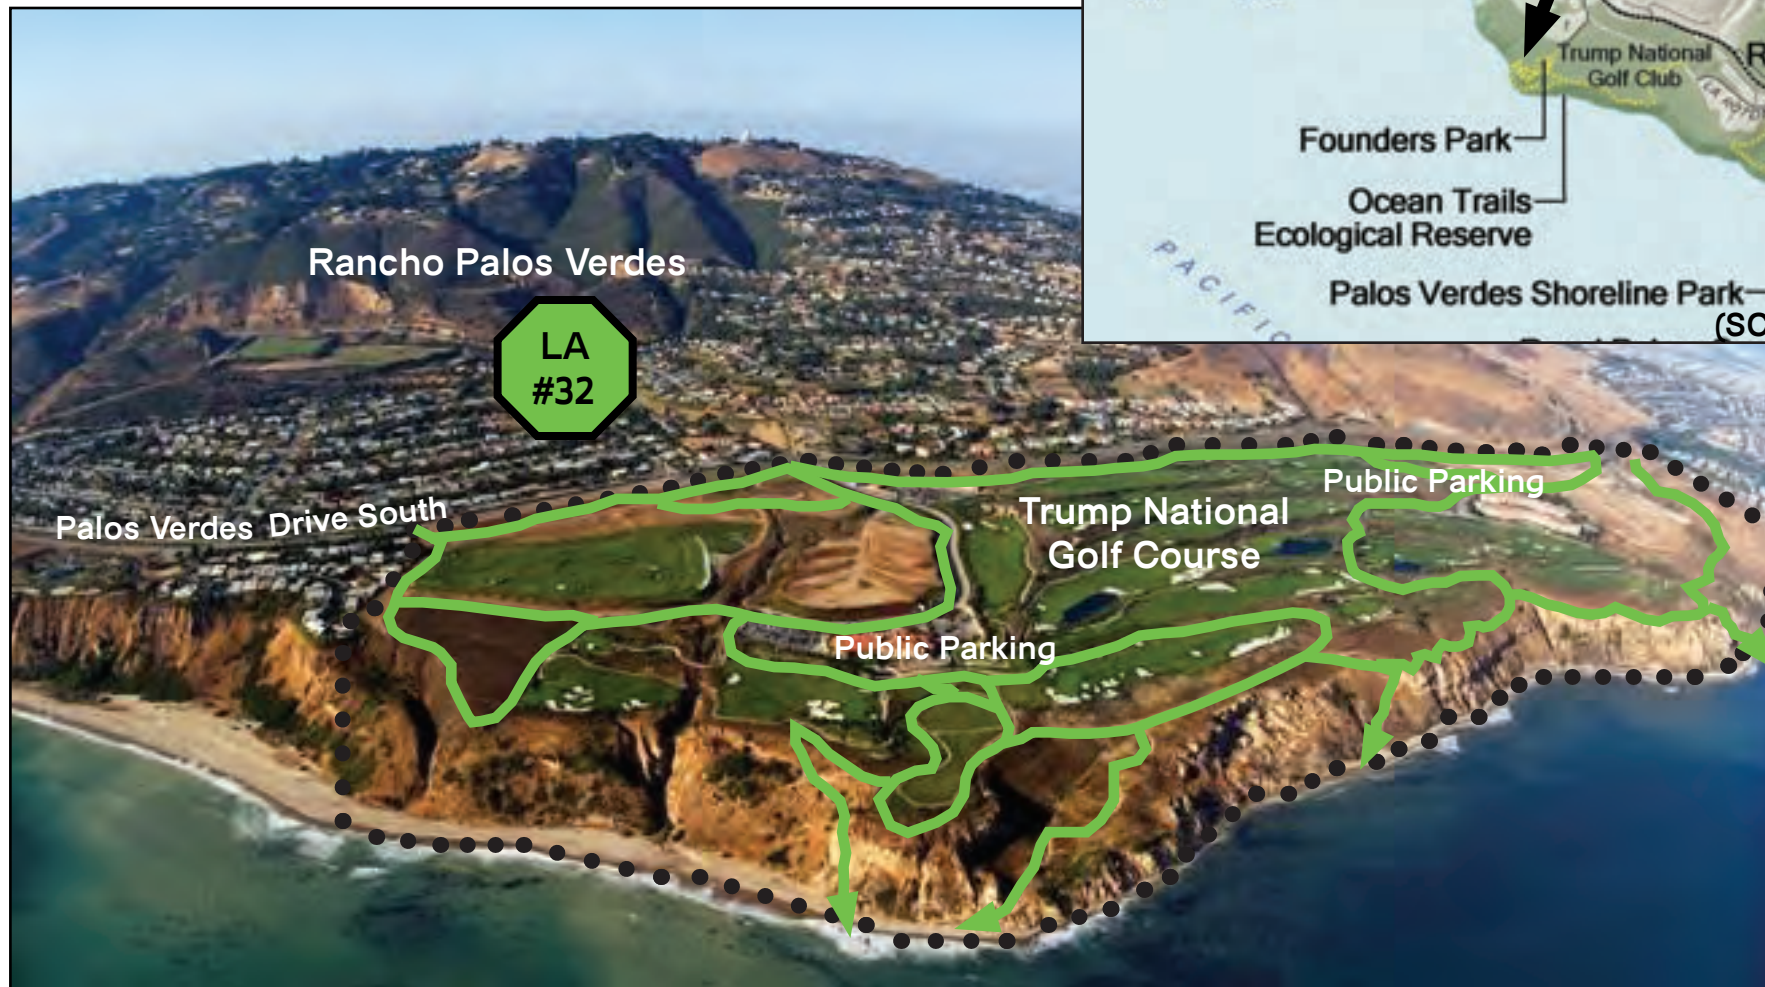 Trump National
Golf Club
Founders Park
Ocean Trails
Ecological Reserve
PACIFIC
Palos Verdes Shoreline Park
(SC
Rancho Palos Verdes
LA
#32
Palos Verdes Drive South
Trump National
Golf Course
Public Parking
Public Parking